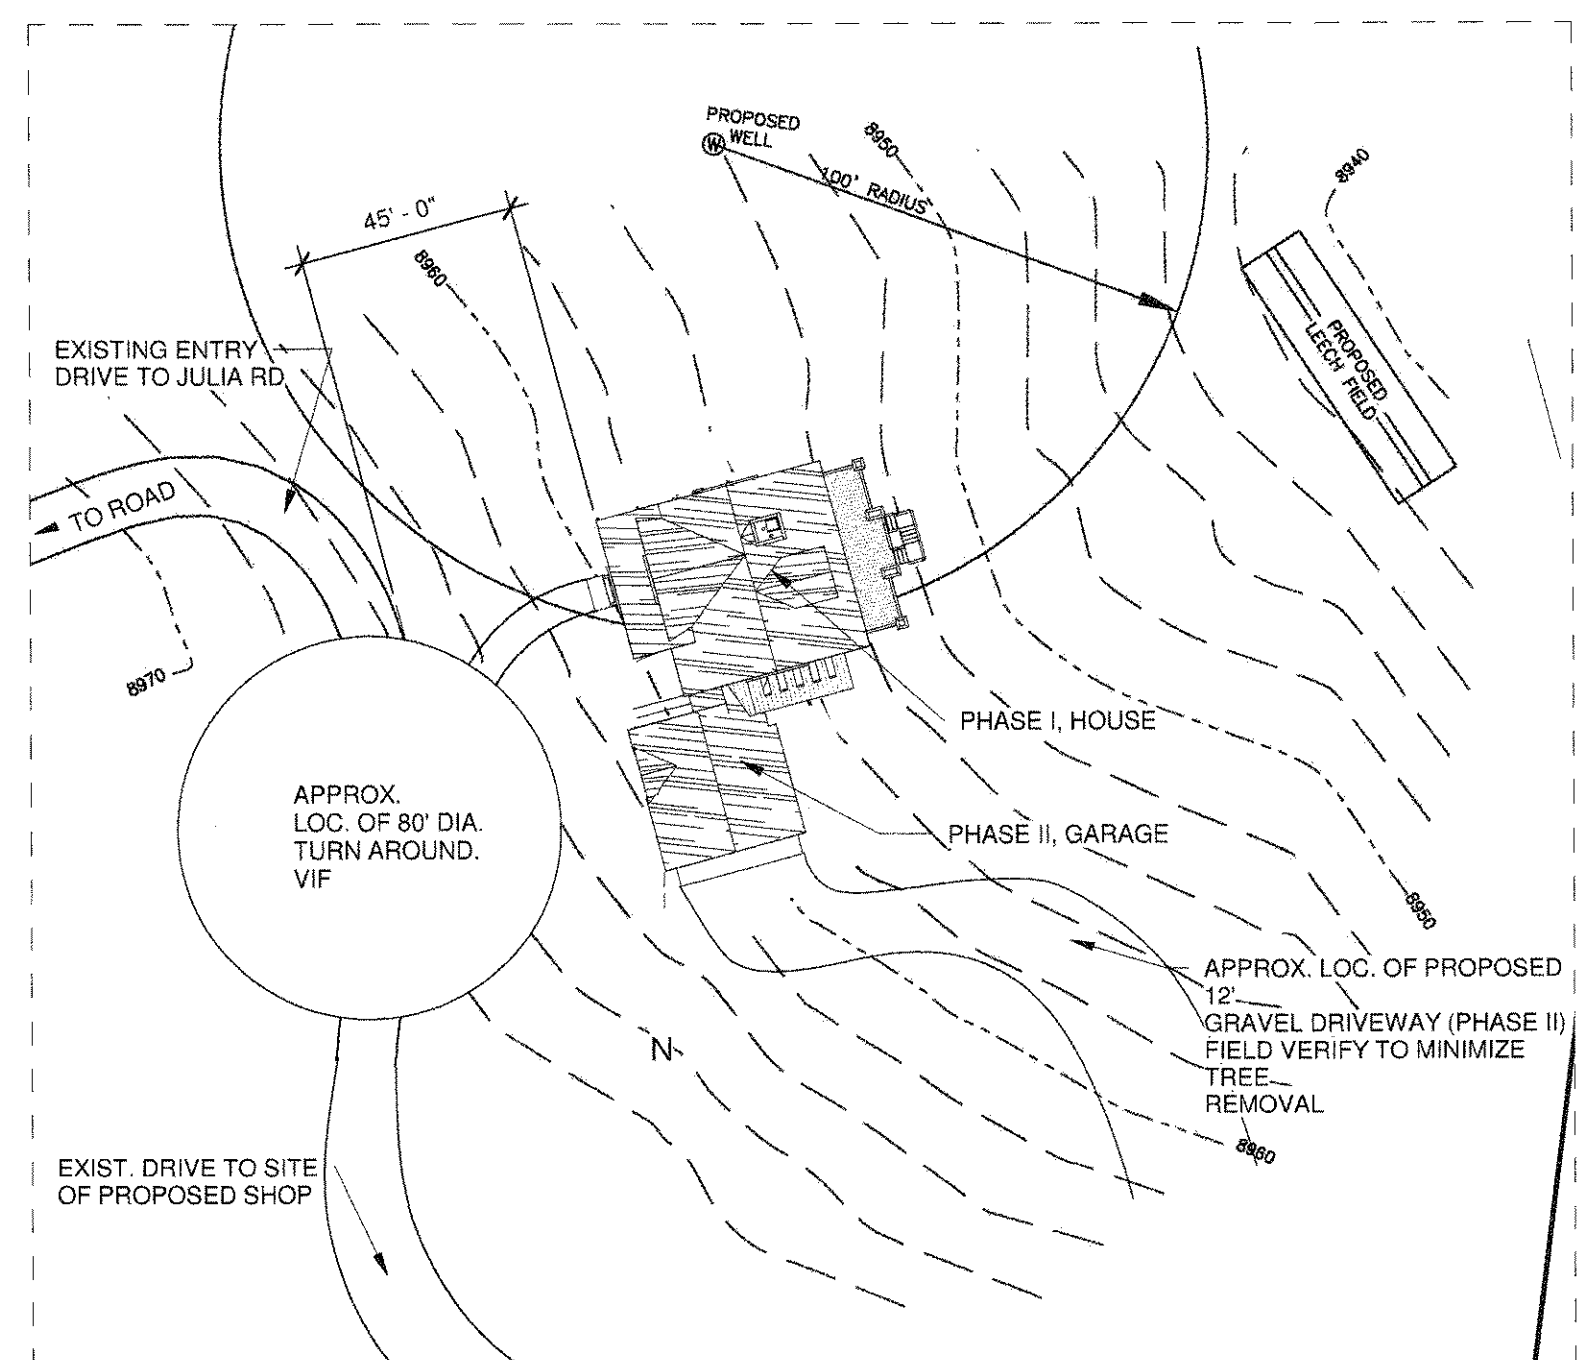 PROPOSED
WELL
W
8950
8940
100' RADIUS
45' - 0"
8960
EXISTING ENTRY
DRIVE TO JULIA RD
PROPOSED
LEECH FIELD
TO ROAD
8970
PHASE I, HOUSE
APPROX.
LOC. OF 80' DIA.
TURN AROUND.
VIF
PHASE II, GARAGE
8950
APPROX. LOC. OF PROPOSED
12'
GRAVEL DRIVEWAY (PHASE II)
FIELD VERIFY TO MINIMIZE
TREE
REMOVAL
N
8960
EXIST. DRIVE TO SITE
OF PROPOSED SHOP